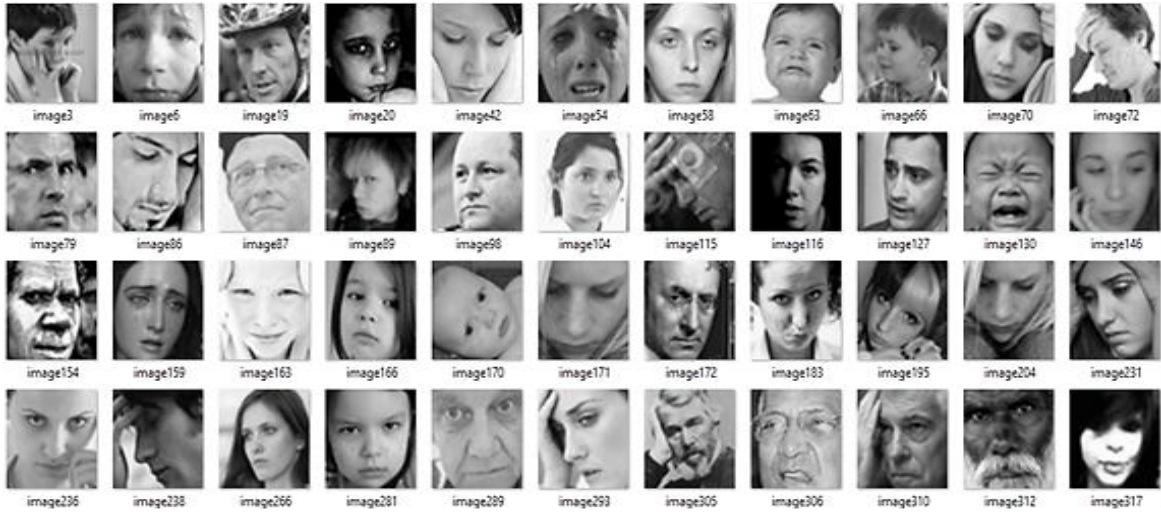 image3 image6 image19 image20 image42 image54 image58 image63 image66 image70 image72
image79 image86 image87 image89 image98 image104 image115 image116 image127 image130 image146
image154 image159 image163 image166 image170 image171 image172 image183 image195 image204 image231
image236 image238 image266 image281 image289 image293 image305 image306 image310 image312 image317